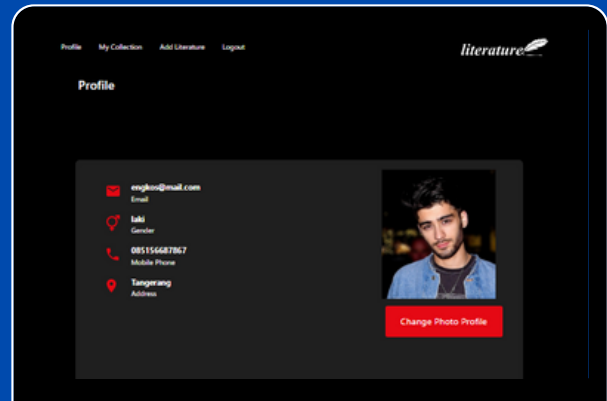 Profile My Collection Add Literature Logout
literature
Profile
engkos@mail.com
Email
laki
Gender
085156687867
Mobile Phone
Tangerang
Address
Change Photo Profile